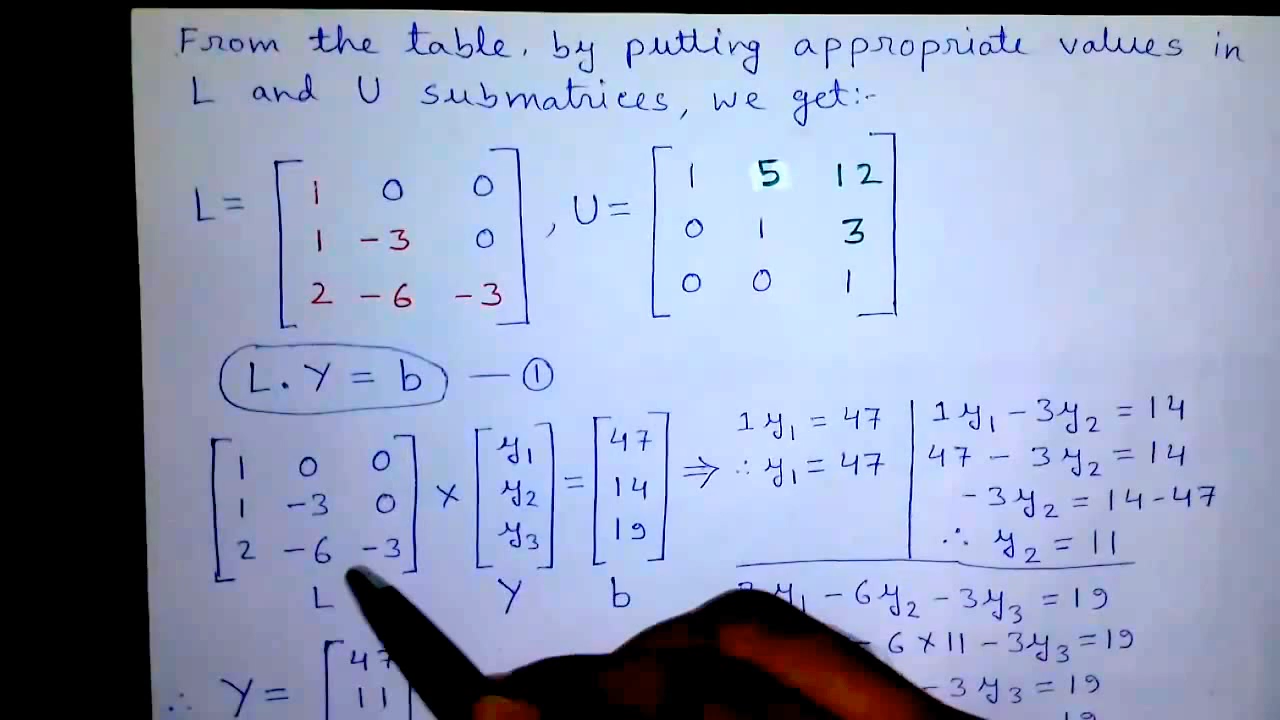 From the table, by putting appropriate values in
L and U submatrices, we get:-
L = [ 1 0 0
1 -3 0
2 -6 -3 ]
, U = [ 1 5 12
0 1 3
0 0 1 ]
L . Y = b — ①
[ 1 0 0
1 -3 0
2 -6 -3 ]
L
×
[ y₁
y₂
y₃ ]
Y
=
[ 47
14
19 ]
b
⇒ 1y₁ = 47
∴ y₁ = 47
1y₁ - 3y₂ = 14
47 - 3y₂ = 14
-3y₂ = 14-47
∴ y₂ = 11
y₁ - 6y₂ - 3y₃ = 19
- 6×11 - 3y₃ = 19
- 3y₃ = 19
∴ Y = [ 47
11